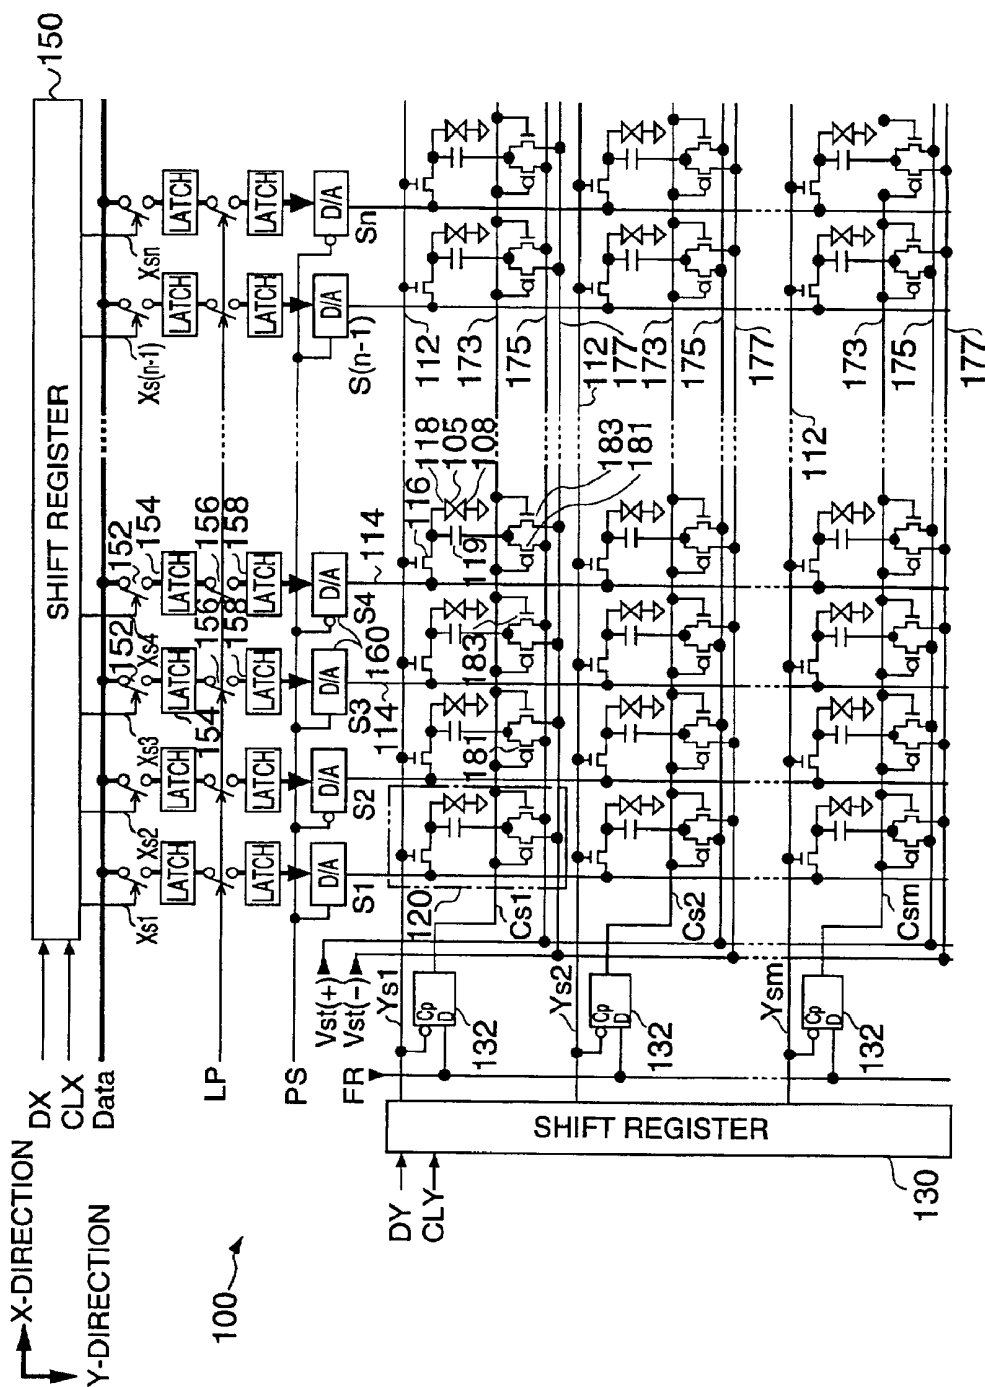 X-DIRECTION
Y-DIRECTION
100
SHIFT REGISTER
150
DX
CLX
Data
Xs1
Xs2
Xs3
Xs4
Xs(n-1)
Xsn
152
152
154
154
LATCH
LATCH
LATCH
LATCH
LATCH
LATCH
LP
156
156
158
158
LATCH
LATCH
LATCH
LATCH
LATCH
LATCH
PS
D/A
D/A
D/A
D/A
D/A
D/A
160
S1
S2
S3
S4
S(n-1)
Sn
114
114
Vst(+)
Vst(-)
FR
DY
CLY
SHIFT REGISTER
130
Ys1
Cp
D
132
120
Cs1
181
183
116
118
105
108
119
183
181
112
173
175
177
Ys2
Cp
D
132
Cs2
112
173
175
177
Ysm
Cp
D
132
Csm
112
173
175
177